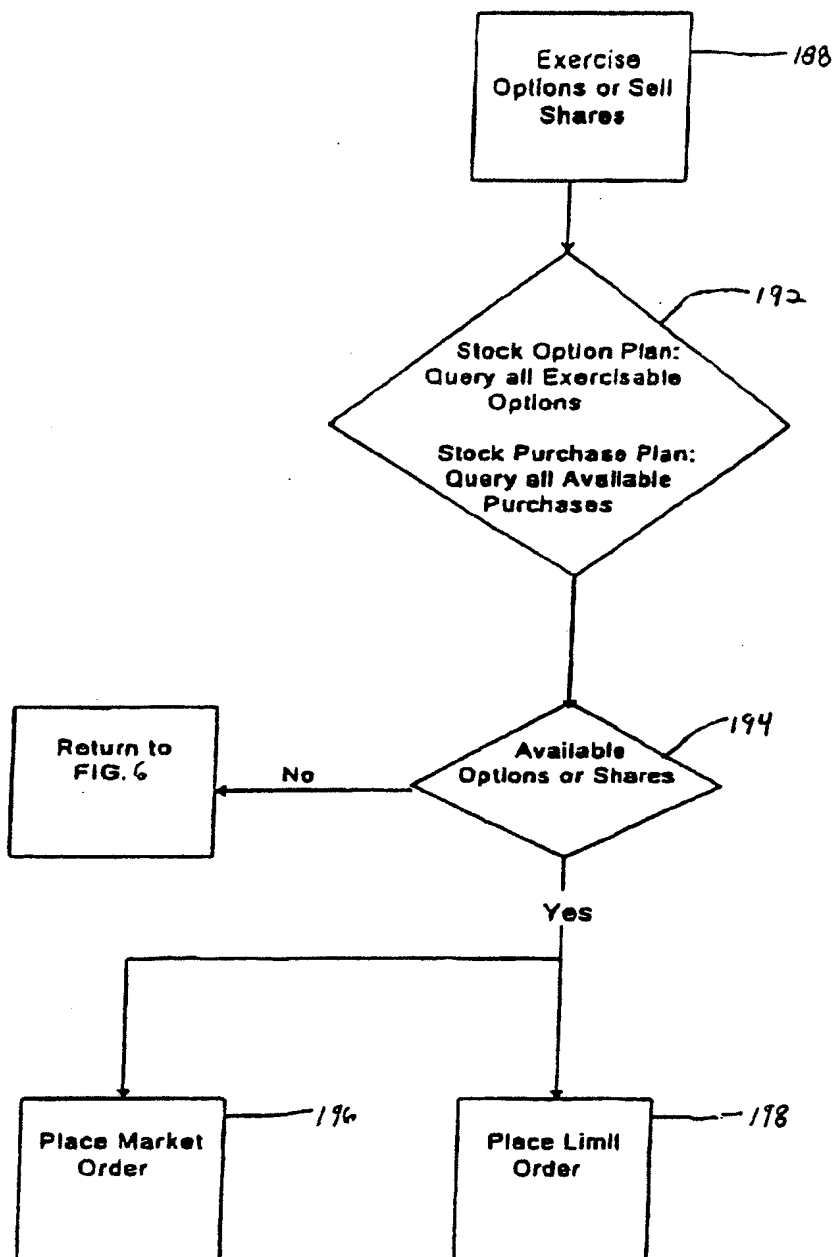 Exercise
Options or Sell
Shares
188
192
Stock Option Plan:
Query all Exercisable
Options
Stock Purchase Plan:
Query all Available
Purchases
194
Available
Options or Shares
Return to
FIG. 6
No
Yes
196
Place Market
Order
198
Place Limit
Order